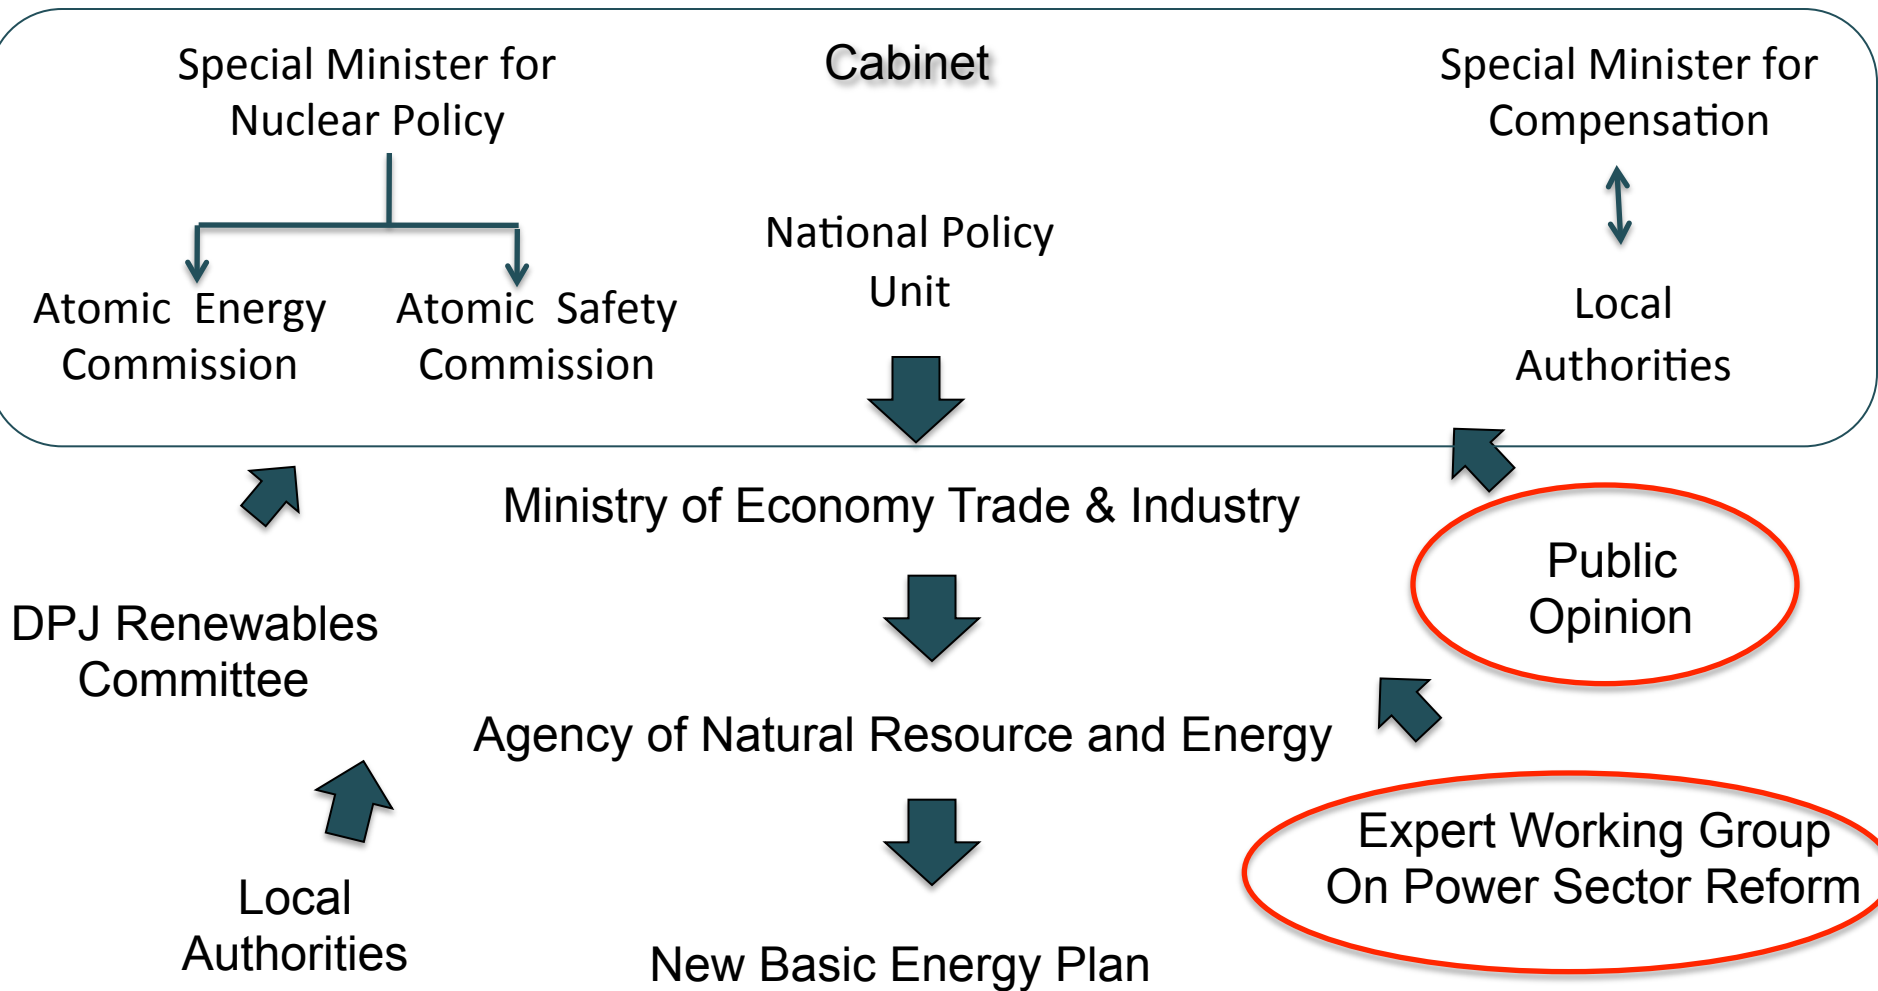 Special Minister for
Nuclear Policy
Cabinet
Special Minister for
Compensation
National Policy
Unit
Atomic Energy
Commission
Atomic Safety
Commission
Local
Authorities
Ministry of Economy Trade & Industry
Public
Opinion
DPJ Renewables
Committee
Agency of Natural Resource and Energy
Expert Working Group
On Power Sector Reform
Local
Authorities
New Basic Energy Plan